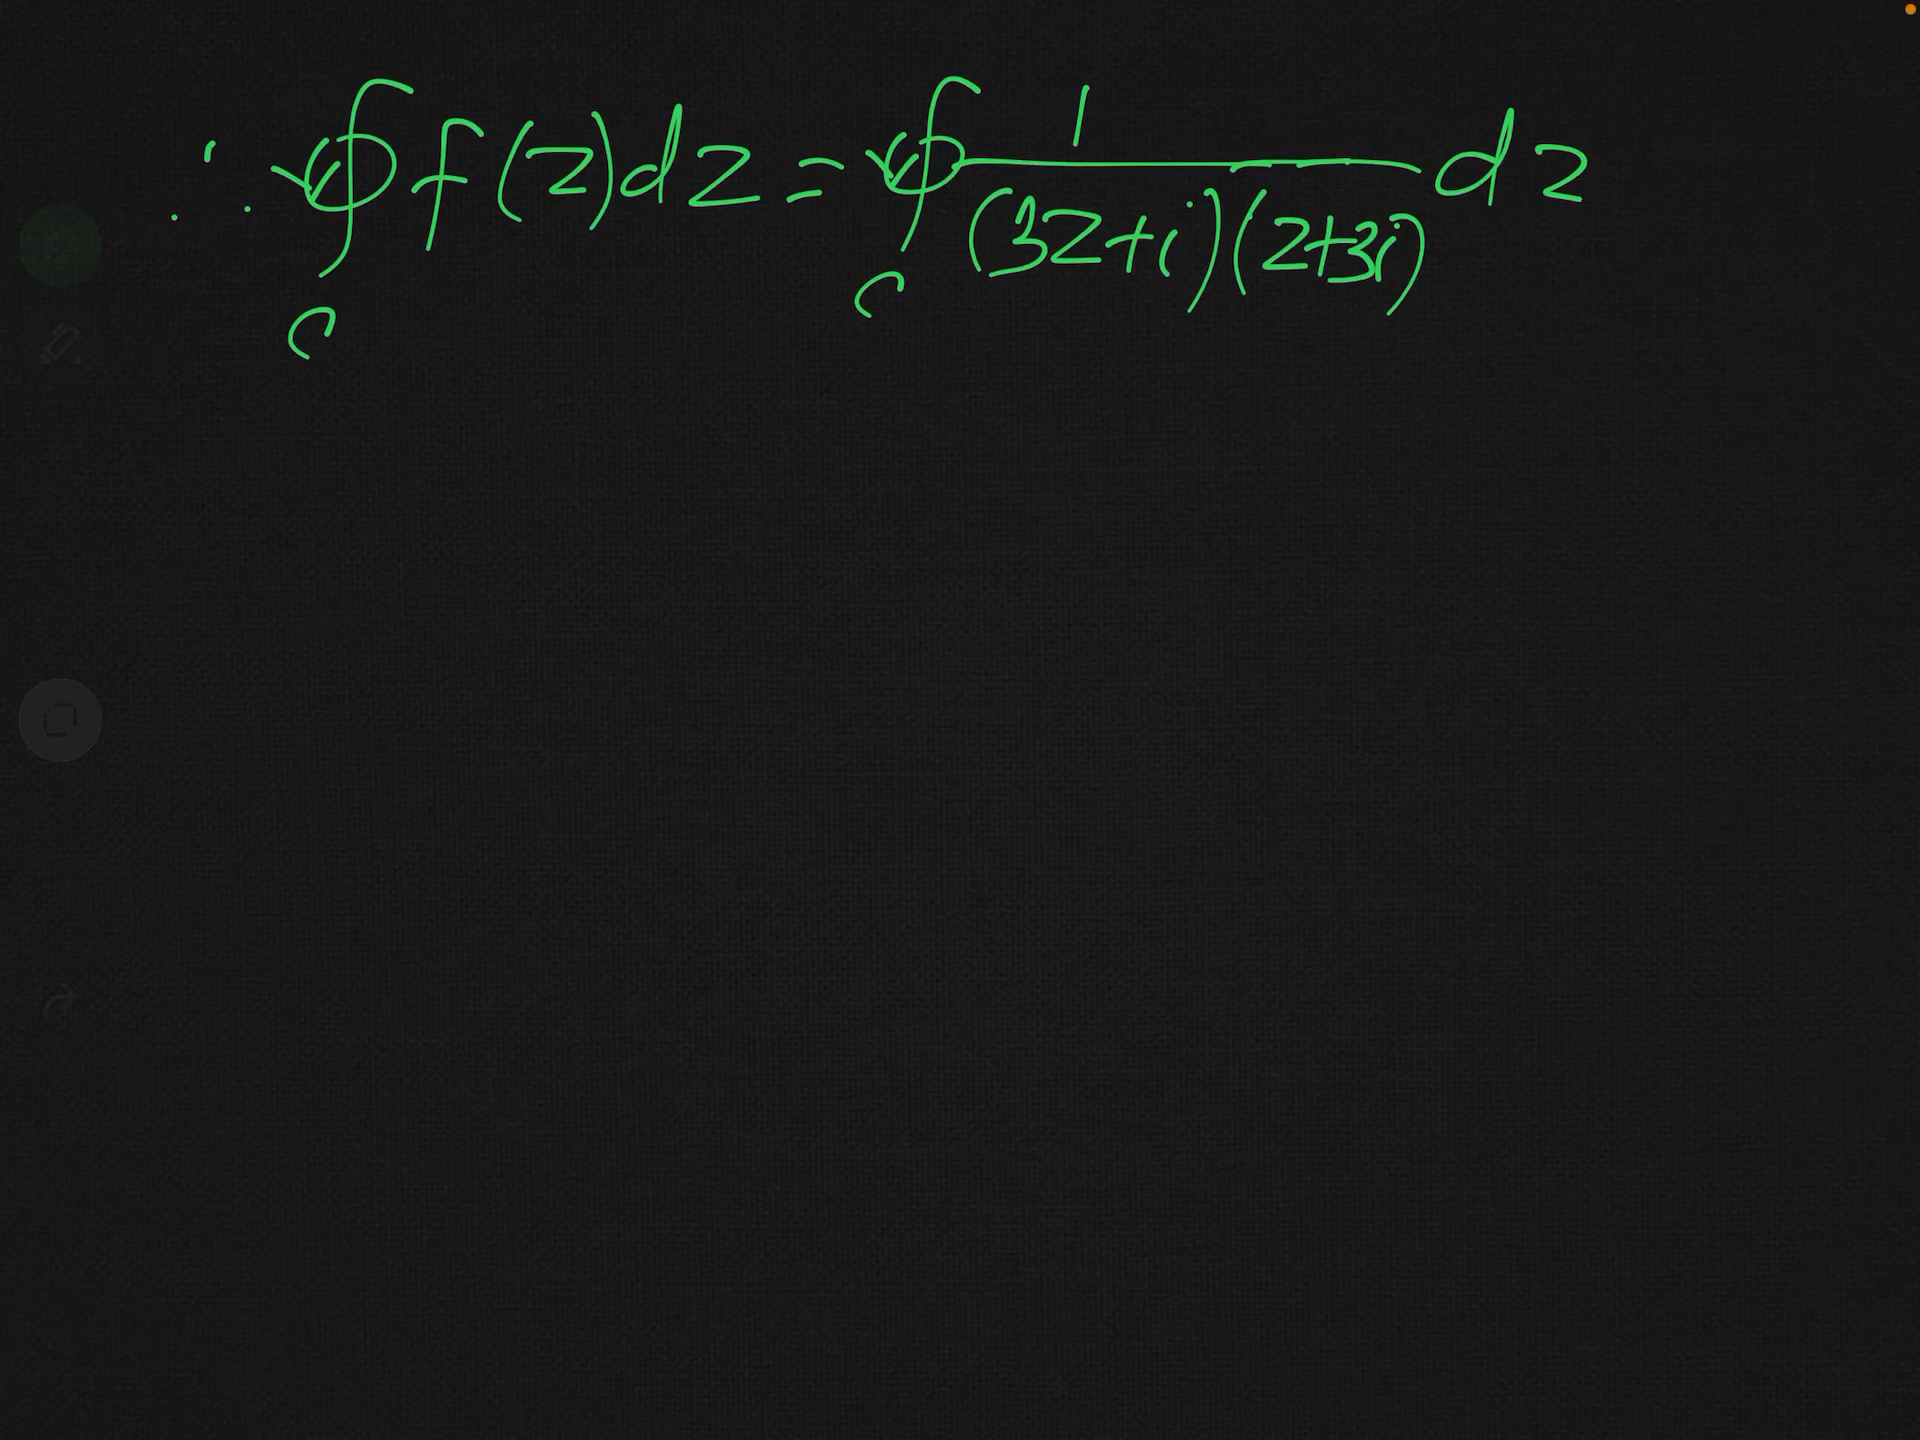 ∴ ∮_C f(z)dz = ∮_C 1/((3z+i)(z+3i)) dz